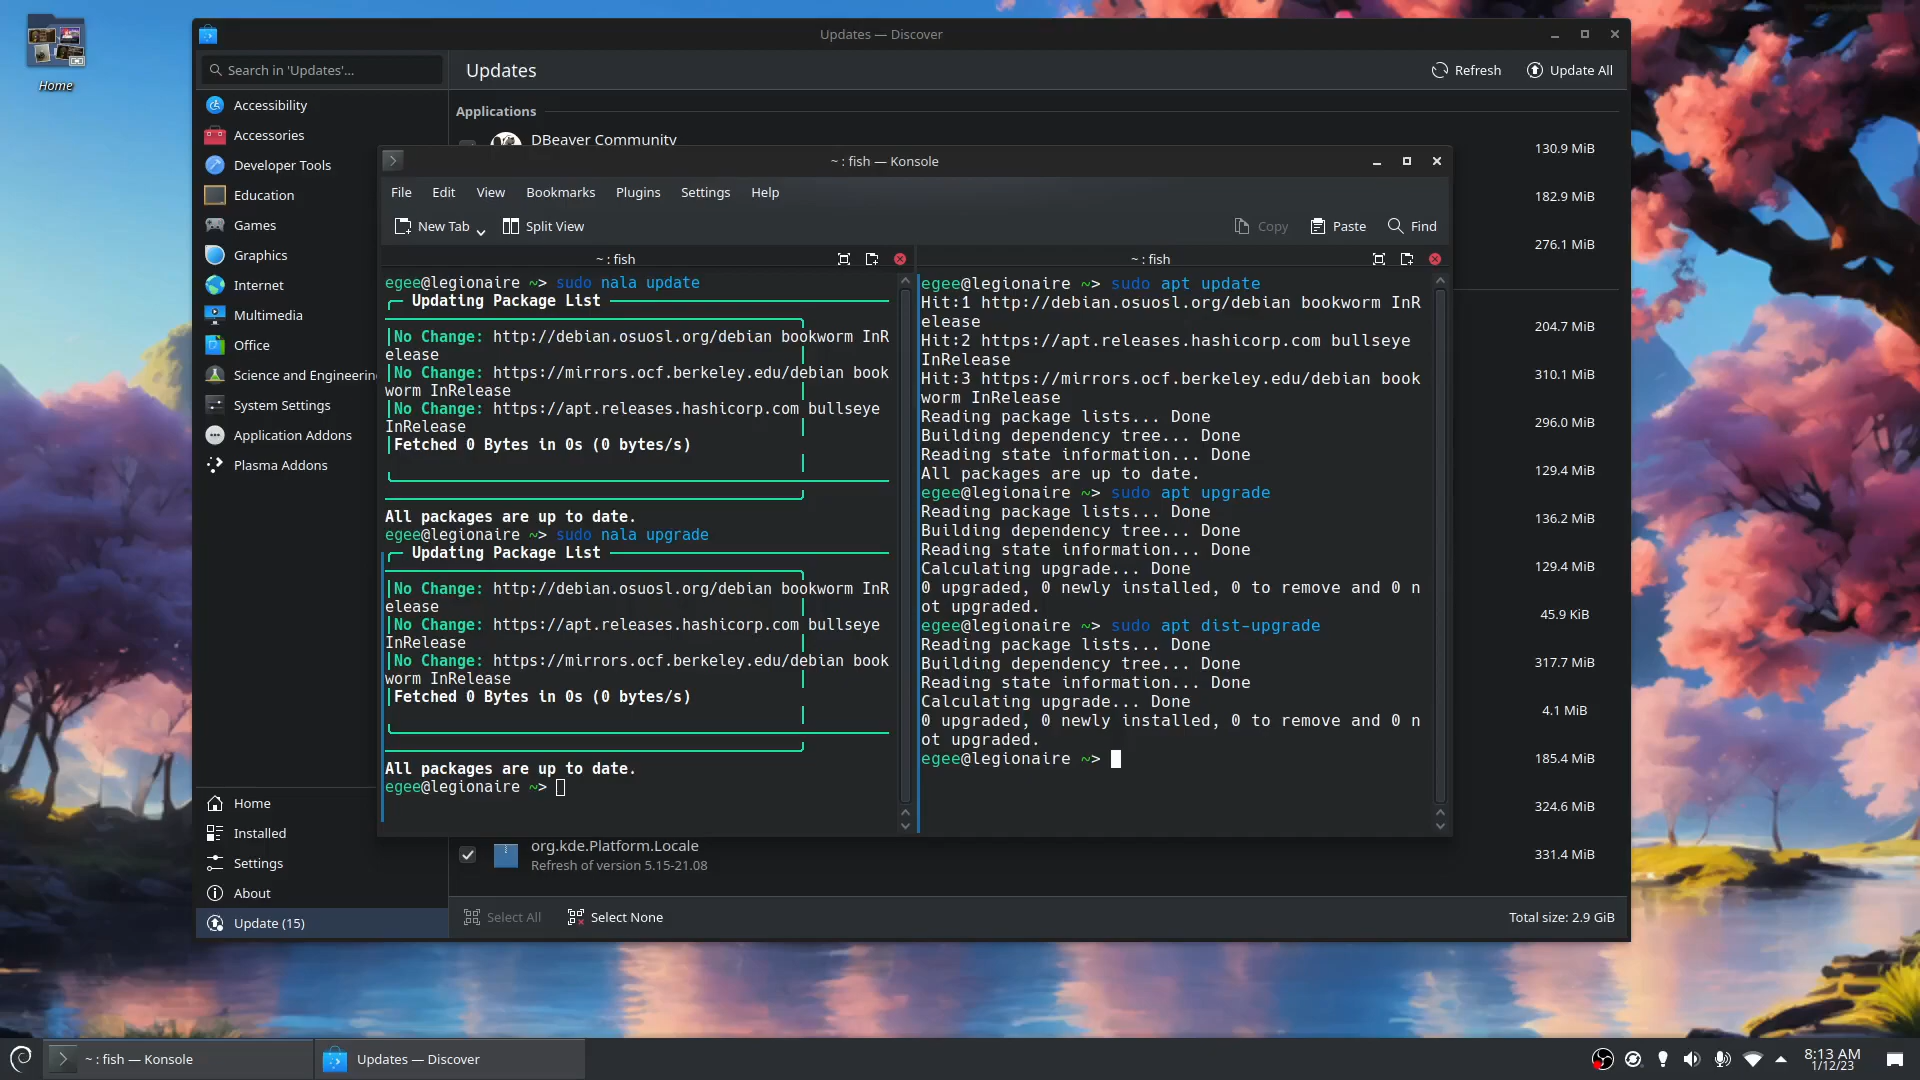 Home
Updates — Discover
Search in 'Updates'...
Updates
Refresh
Update All
Accessibility
Accessories
Developer Tools
Education
Games
Graphics
Internet
Multimedia
Office
Science and Engineerin
System Settings
Application Addons
Plasma Addons
Home
Installed
Settings
About
Update (15)
Applications
DBeaver Community
130.9 MiB
182.9 MiB
276.1 MiB
204.7 MiB
310.1 MiB
296.0 MiB
129.4 MiB
136.2 MiB
129.4 MiB
45.9 KiB
317.7 MiB
4.1 MiB
185.4 MiB
324.6 MiB
org.kde.Platform.Locale
Refresh of version 5.15-21.08
331.4 MiB
Select All
Select None
Total size: 2.9 GiB
~ : fish — Konsole
File Edit View Bookmarks Plugins Settings Help
New Tab
Split View
Copy
Paste
Find
~ : fish
egee@legionaire ~> sudo nala update
Updating Package List
No Change: http://debian.osuosl.org/debian bookworm InR
elease
No Change: https://mirrors.ocf.berkeley.edu/debian book
worm InRelease
No Change: https://apt.releases.hashicorp.com bullseye
InRelease
Fetched 0 Bytes in 0s (0 bytes/s)
All packages are up to date.
egee@legionaire ~> sudo nala upgrade
Updating Package List
No Change: http://debian.osuosl.org/debian bookworm InR
elease
No Change: https://apt.releases.hashicorp.com bullseye
InRelease
No Change: https://mirrors.ocf.berkeley.edu/debian book
worm InRelease
Fetched 0 Bytes in 0s (0 bytes/s)
All packages are up to date.
egee@legionaire ~>
~ : fish
egee@legionaire ~> sudo apt update
Hit:1 http://debian.osuosl.org/debian bookworm InR
elease
Hit:2 https://apt.releases.hashicorp.com bullseye
InRelease
Hit:3 https://mirrors.ocf.berkeley.edu/debian book
worm InRelease
Reading package lists... Done
Building dependency tree... Done
Reading state information... Done
All packages are up to date.
egee@legionaire ~> sudo apt upgrade
Reading package lists... Done
Building dependency tree... Done
Reading state information... Done
Calculating upgrade... Done
0 upgraded, 0 newly installed, 0 to remove and 0 n
ot upgraded.
egee@legionaire ~> sudo apt dist-upgrade
Reading package lists... Done
Building dependency tree... Done
Reading state information... Done
Calculating upgrade... Done
0 upgraded, 0 newly installed, 0 to remove and 0 n
ot upgraded.
egee@legionaire ~>
~ : fish — Konsole
Updates — Discover
8:13 AM
1/12/23